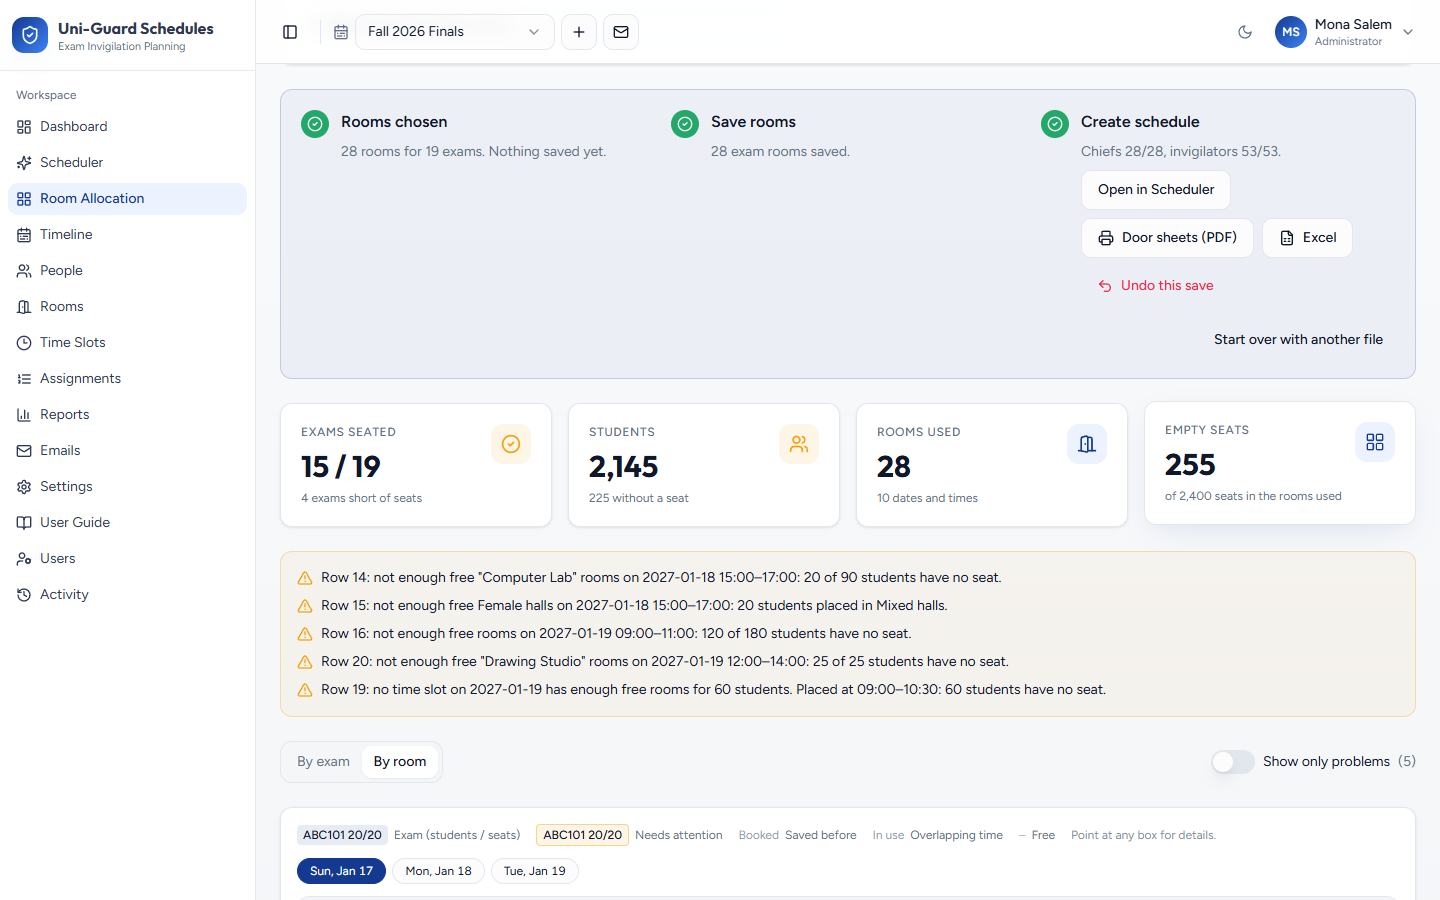 Uni-Guard Schedules
Exam Invigilation Planning
Workspace
Dashboard
Scheduler
Room Allocation
Timeline
People
Rooms
Time Slots
Assignments
Reports
Emails
Settings
User Guide
Users
Activity
Fall 2026 Finals
MS
Mona Salem
Administrator
Rooms chosen
28 rooms for 19 exams. Nothing saved yet.
Save rooms
28 exam rooms saved.
Create schedule
Chiefs 28/28, invigilators 53/53.
Open in Scheduler
Door sheets (PDF)
Excel
Undo this save
Start over with another file
EXAMS SEATED
15 / 19
4 exams short of seats
STUDENTS
2,145
225 without a seat
ROOMS USED
28
10 dates and times
EMPTY SEATS
255
of 2,400 seats in the rooms used
Row 14: not enough free "Computer Lab" rooms on 2027-01-18 15:00–17:00: 20 of 90 students have no seat.
Row 15: not enough free Female halls on 2027-01-18 15:00–17:00: 20 students placed in Mixed halls.
Row 16: not enough free rooms on 2027-01-19 09:00–11:00: 120 of 180 students have no seat.
Row 20: not enough free "Drawing Studio" rooms on 2027-01-19 12:00–14:00: 25 of 25 students have no seat.
Row 19: no time slot on 2027-01-19 has enough free rooms for 60 students. Placed at 09:00–10:30: 60 students have no seat.
By exam
By room
Show only problems (5)
ABC101 20/20 Exam (students / seats) ABC101 20/20 Needs attention Booked Saved before In use Overlapping time – Free Point at any box for details.
Sun, Jan 17
Mon, Jan 18
Tue, Jan 19